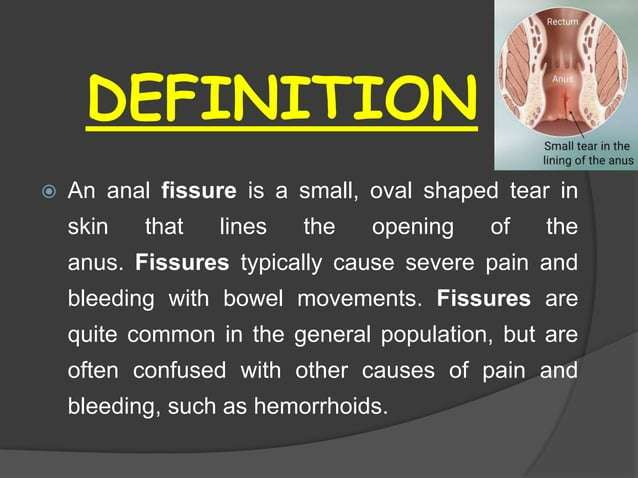 Rectum
Anus
Small tear in the
lining of the anus
DEFINITION
An anal fissure is a small, oval shaped tear in
skin that lines the opening of the
anus. Fissures typically cause severe pain and
bleeding with bowel movements. Fissures are
quite common in the general population, but are
often confused with other causes of pain and
bleeding, such as hemorrhoids.